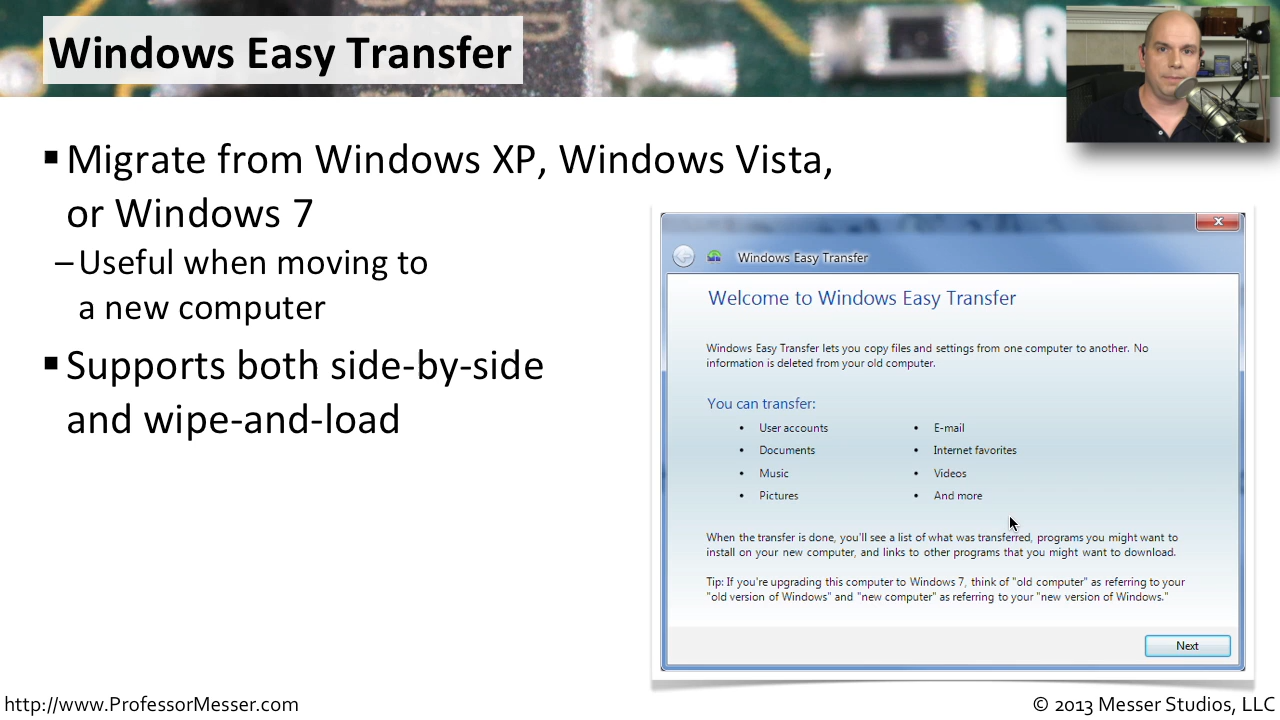 Windows Easy Transfer
▪ Migrate from Windows XP, Windows Vista,
or Windows 7
– Useful when moving to
a new computer
▪ Supports both side-by-side
and wipe-and-load
Windows Easy Transfer
Welcome to Windows Easy Transfer
Windows Easy Transfer lets you copy files and settings from one computer to another. No
information is deleted from your old computer.
You can transfer:
• User accounts
• Documents
• Music
• Pictures
• E-mail
• Internet favorites
• Videos
• And more
When the transfer is done, you'll see a list of what was transferred, programs you might want to
install on your new computer, and links to other programs that you might want to download.
Tip: If you're upgrading this computer to Windows 7, think of "old computer" as referring to your
"old version of Windows" and "new computer" as referring to your "new version of Windows."
Next
http://www.ProfessorMesser.com
© 2013 Messer Studios, LLC